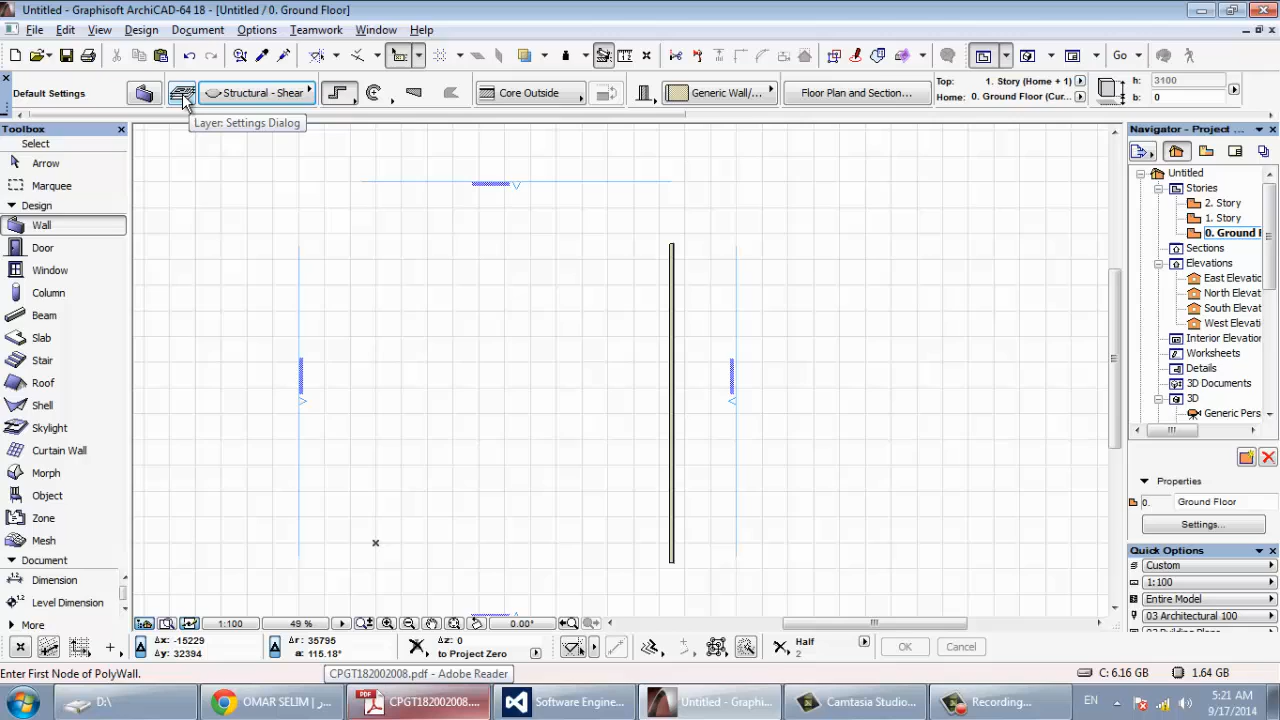 Untitled - Graphisoft ArchiCAD-64 18 - [Untitled / 0. Ground Floor]
File Edit View Design Document Options Teamwork Window Help
Go
Default Settings
Structural - Shear
Core Outside
Generic Wall/...
Floor Plan and Section...
Top: 1. Story (Home + 1)
Home: 0. Ground Floor (Cur...
h: 3100
b: 0
Layer: Settings Dialog
Toolbox
Select
Arrow
Marquee
Design
Wall
Door
Window
Column
Beam
Slab
Stair
Roof
Shell
Skylight
Curtain Wall
Morph
Object
Zone
Mesh
Document
Dimension
Level Dimension
More
Navigator - Project ...
Untitled
Stories
2. Story
1. Story
0. Ground F
Sections
Elevations
East Elevatio
North Elevat
South Elevat
West Elevati
Interior Elevation
Worksheets
Details
3D Documents
3D
Generic Pers
Properties
0. Ground Floor
Settings...
Quick Options
Custom
1:100
Entire Model
03 Architectural 100
03 Building Plans
1:100 49 % 0.00°
Δx: -15229
Δy: 32394
Δr: 35795
a: 115.18°
Δz: 0
to Project Zero
Half
2
OK Cancel
Enter First Node of PolyWall.
CPGT182002008.pdf - Adobe Reader
C: 6.16 GB 1.64 GB
D:\
OMAR SELIM | ار...
CPGT182002008....
Software Engine...
Untitled - Graphi...
Camtasia Studio...
Recording...
EN
5:21 AM
9/17/2014